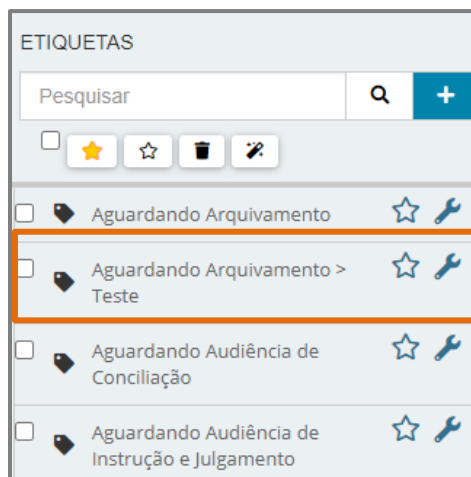 ETIQUETAS
Pesquisar
Aguardando Arquivamento
Aguardando Arquivamento >
Teste
Aguardando Audiência de
Conciliação
Aguardando Audiência de
Instrução e Julgamento